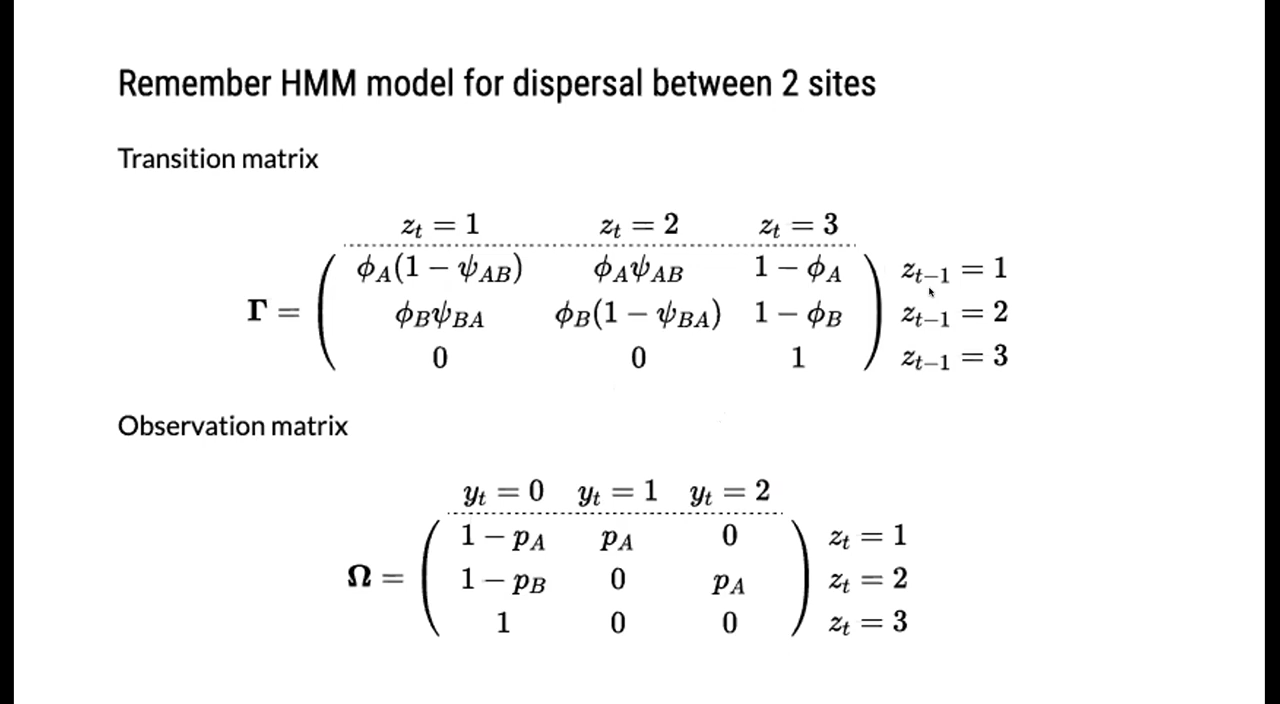 Remember HMM model for dispersal between 2 sites
Transition matrix
z_t = 1 z_t = 2 z_t = 3
ϕ_A(1 − ψ_AB) ϕ_Aψ_AB 1 − ϕ_A z_{t−1} = 1
Γ = ϕ_Bψ_BA ϕ_B(1 − ψ_BA) 1 − ϕ_B z_{t−1} = 2
0 0 1 z_{t−1} = 3
Observation matrix
y_t = 0 y_t = 1 y_t = 2
1 − p_A p_A 0 z_t = 1
Ω = 1 − p_B 0 p_A z_t = 2
1 0 0 z_t = 3